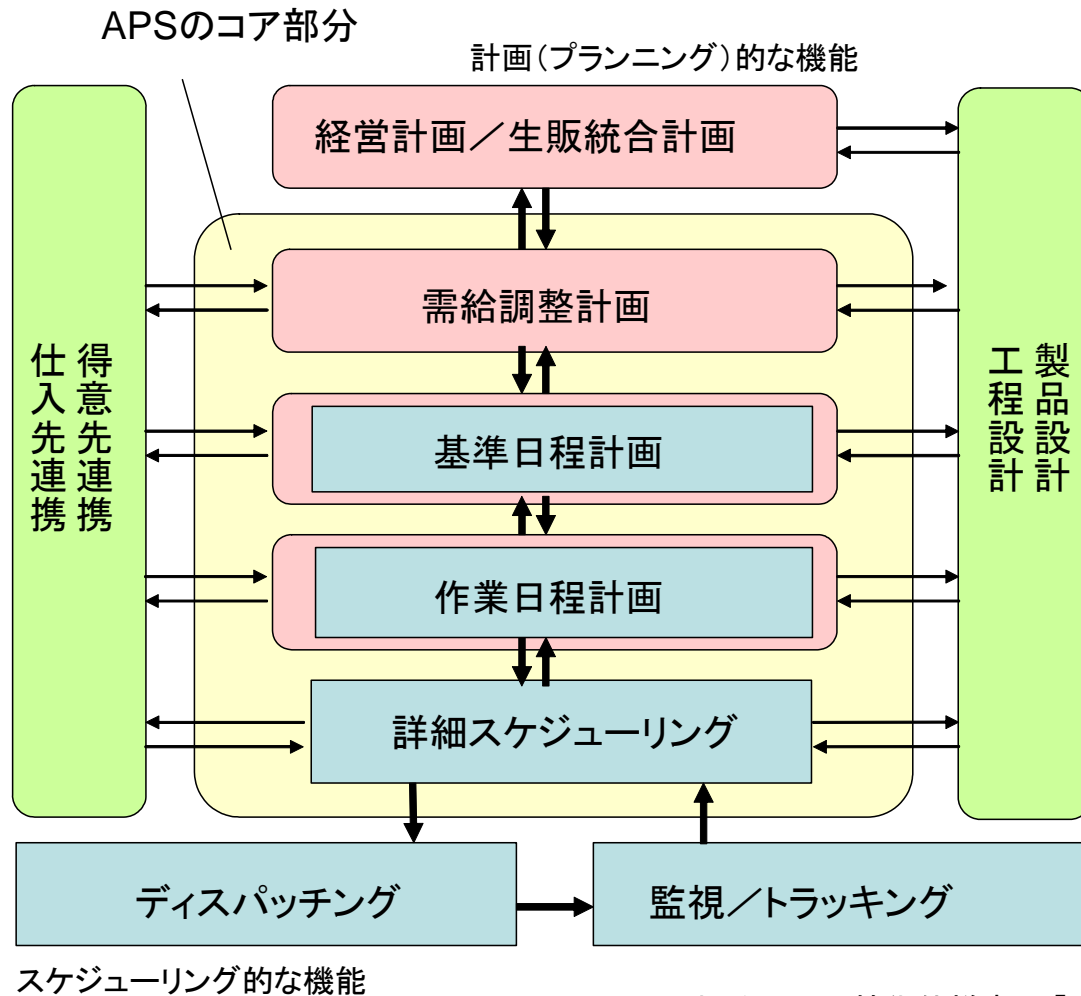 APSのコア部分
計画（プランニング）的な機能
経営計画／生販統合計画
需給調整計画
基準日程計画
作業日程計画
詳細スケジューリング
得意先連携
仕入先連携
製品設計
工程設計
ディスパッチング
監視／トラッキング
スケジューリング的な機能